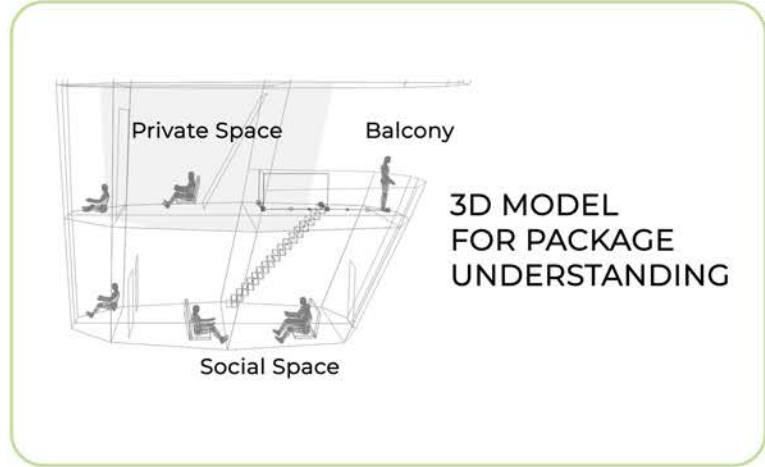 Private Space
Balcony
3D MODEL
FOR PACKAGE
UNDERSTANDING
Social Space